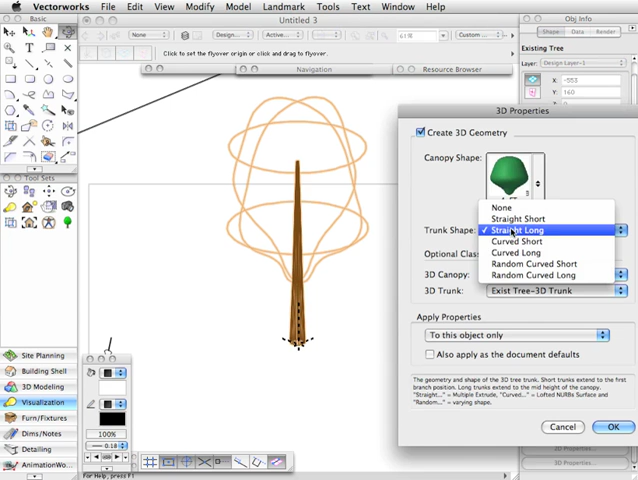 Vectorworks File Edit View Modify Model Landmark Tools Text Window Help
Basic
Untitled 3
Obj Info
None
Design...
Active...
61%
Custom ...
Shape Data Render
Click to set the flyover origin or click and drag to flyover.
Existing Tree
Navigation
Resource Browser
Layer: Design Layer-1
X: -553
Y: 160
3D Properties
Create 3D Geometry
Canopy Shape:
3
None
Straight Short
Trunk Shape: ✓ Straight Long
Curved Short
Optional Clas
Curved Long
Random Curved Short
3D Canopy:
Random Curved Long
3D Trunk: Exist Tree-3D Trunk
Tool Sets
Apply Properties
To this object only
Also apply as the document defaults
The geometry and shape of the 3D tree trunk. Short trunks extend to the first
branch position. Long trunks extend to the mid height of the canopy.
"Straight..." = Multiple Extrude, "Curved..." = Lofted NURBs Surface and
"Random..." = varying shape.
Cancel OK
Site Planning
Building Shell
3D Modeling
Visualization
Furn/Fixtures
Dims/Notes
Detailing
AnimationWo...
100%
0.18
For Help, press F1
3D Properties...